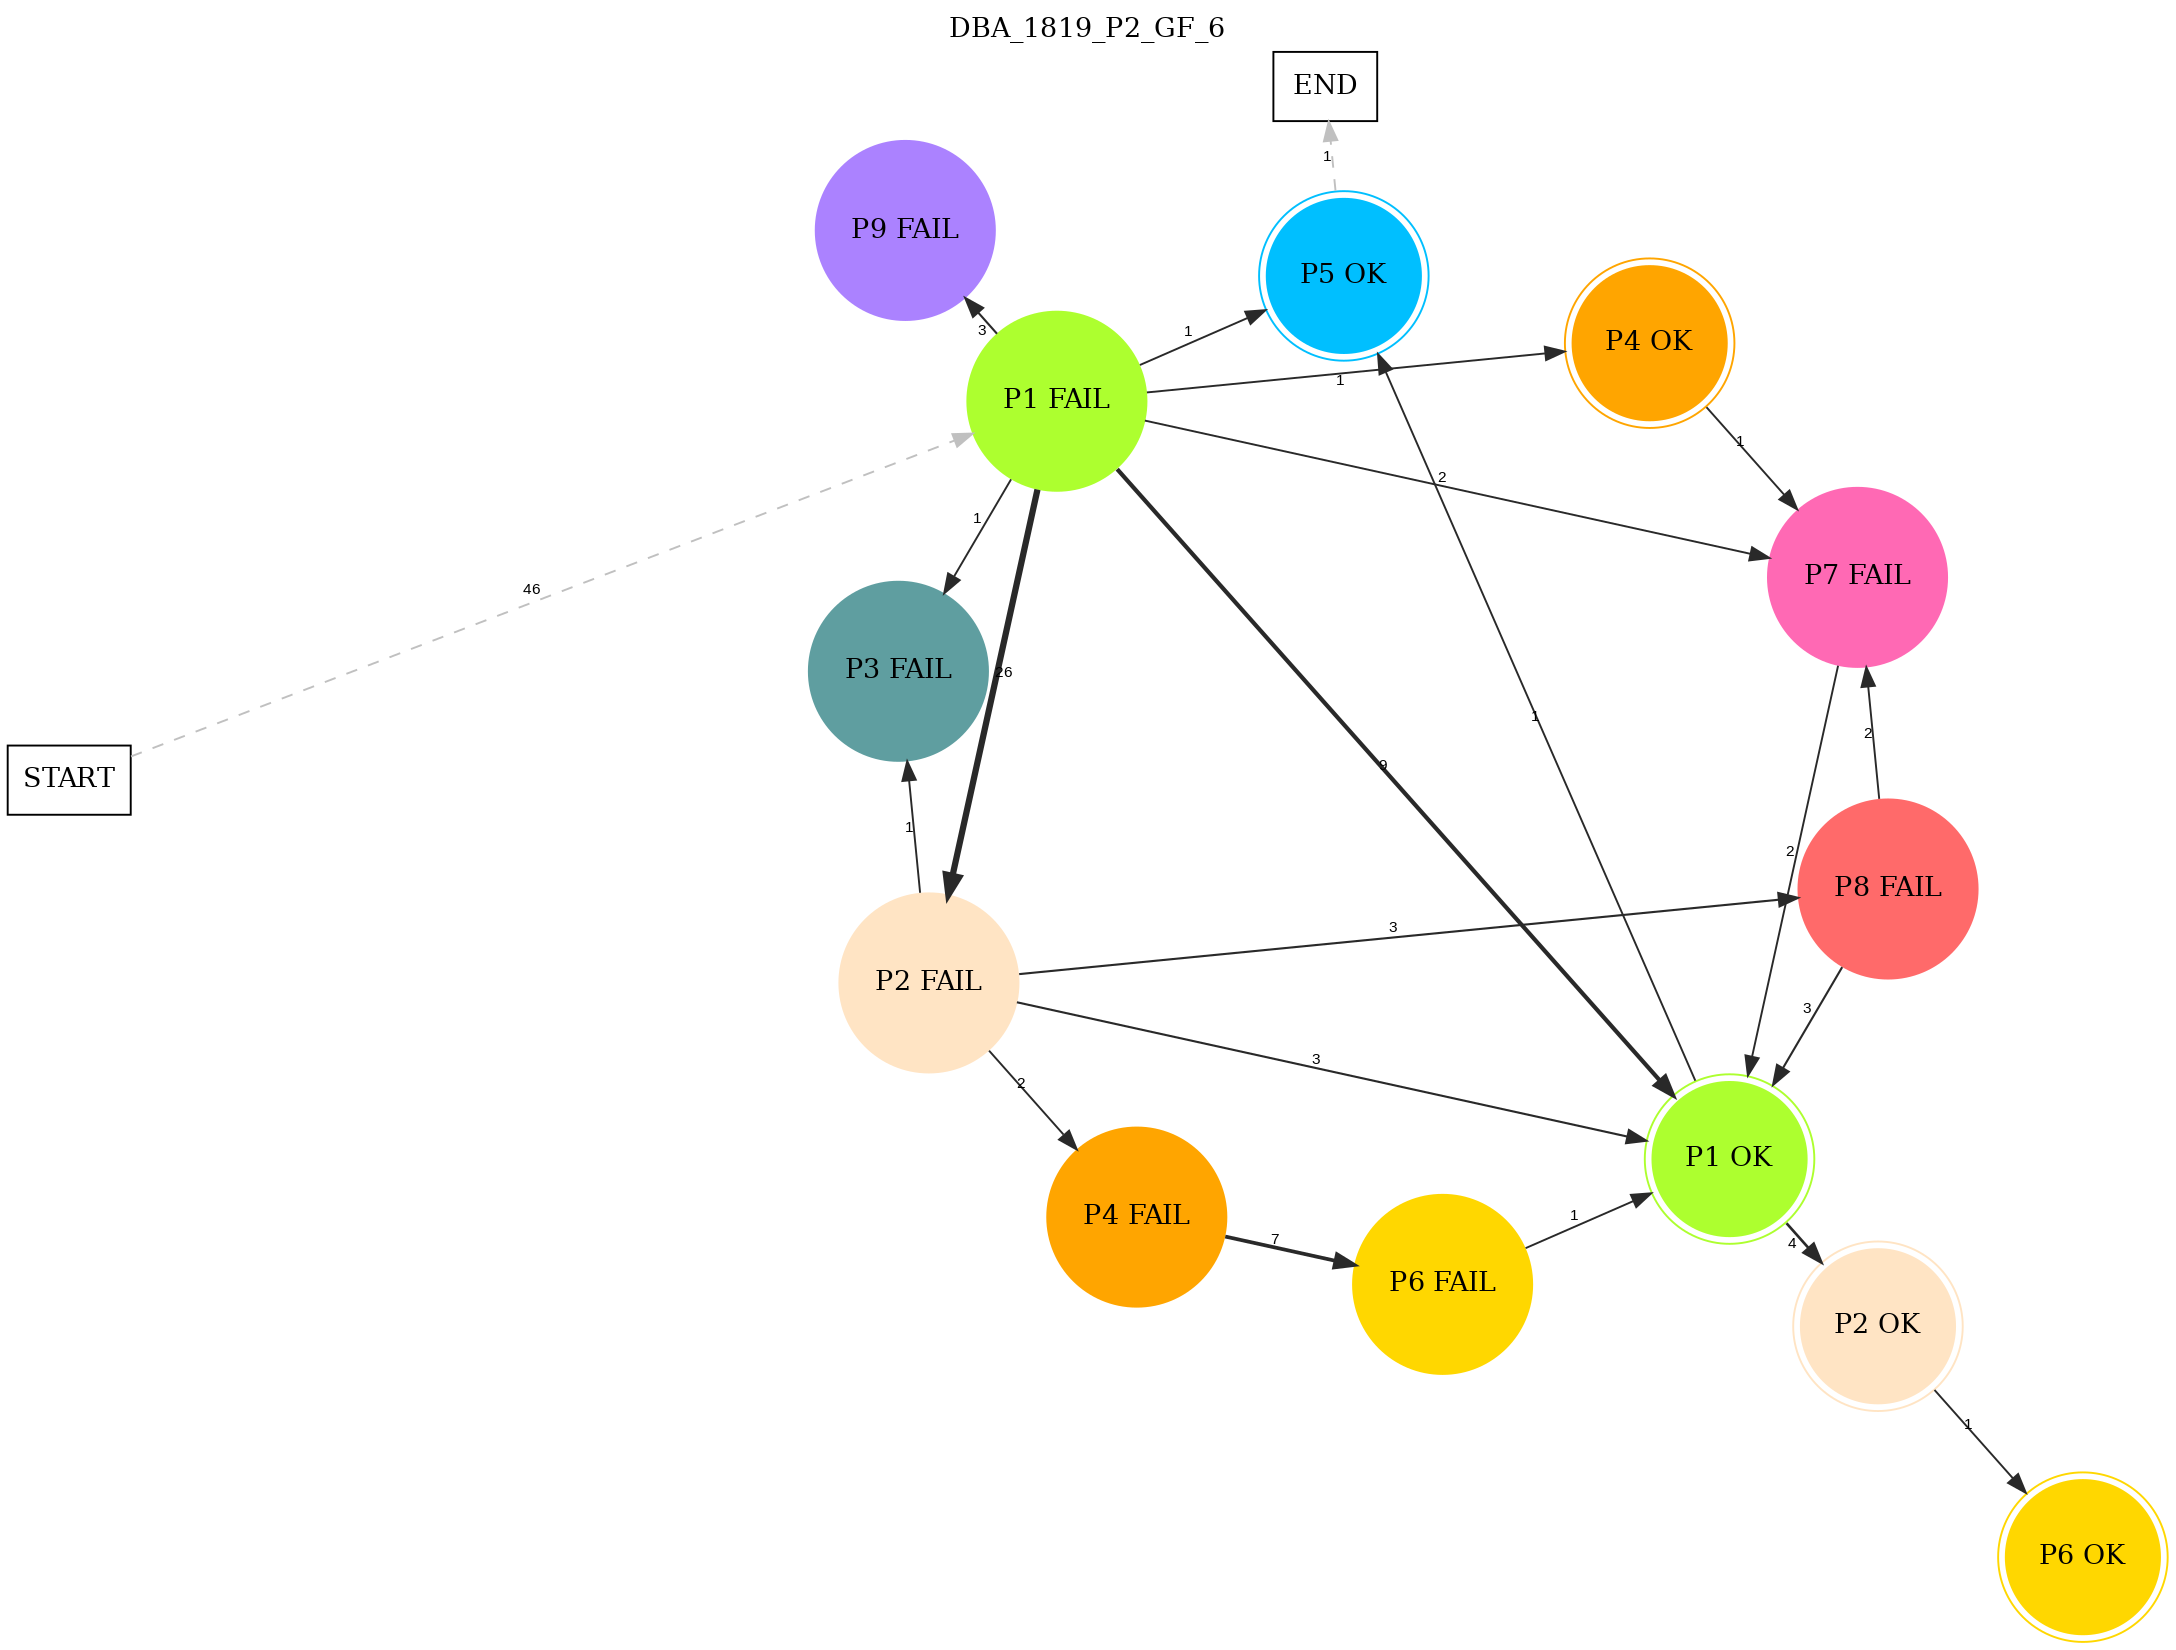 DBA_1819_P2_GF_6
END
1
P9 FAIL
P5 OK
3
1
P4 OK
1
P1 FAIL
1
2
1
P7 FAIL
46
P3 FAIL
26
1
2
START
9
1
2
P8 FAIL
3
P2 FAIL
3
3
2
P1 OK
P4 FAIL
1
7
4
P6 FAIL
P2 OK
1
P6 OK